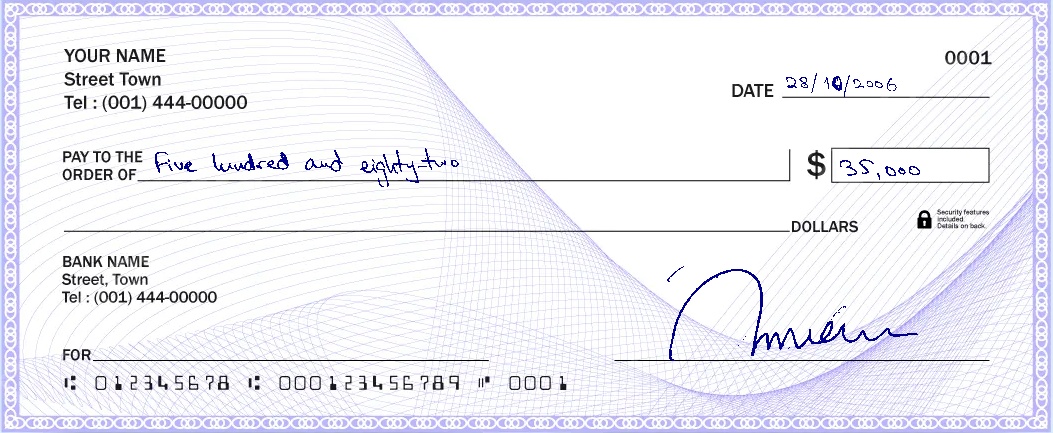 YOUR NAME
Street Town
Tel : (001) 444-00000
0001
DATE 28/10/2006
PAY TO THE ORDER OF Five hundred and eighty-two $ 35,000
DOLLARS
Security features included. Details on back.
BANK NAME
Street, Town
Tel : (001) 444-00000
FOR
⑆ 012345678 ⑆ 000123456789 ⑈ 0001